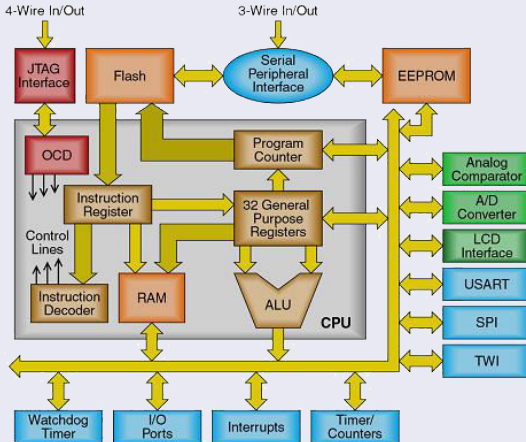 4-Wire In/Out
3-Wire In/Out
JTAG
Interface
Flash
Serial
Peripheral
Interface
EEPROM
OCD
Program
Counter
Analog
Comparator
Instruction
Register
32 General
Purpose
Registers
A/D
Converter
Control
Lines
LCD
Interface
Instruction
Decoder
RAM
ALU
USART
CPU
SPI
TWI
Watchdog
Timer
I/O
Ports
Interrupts
Timer/
Counters